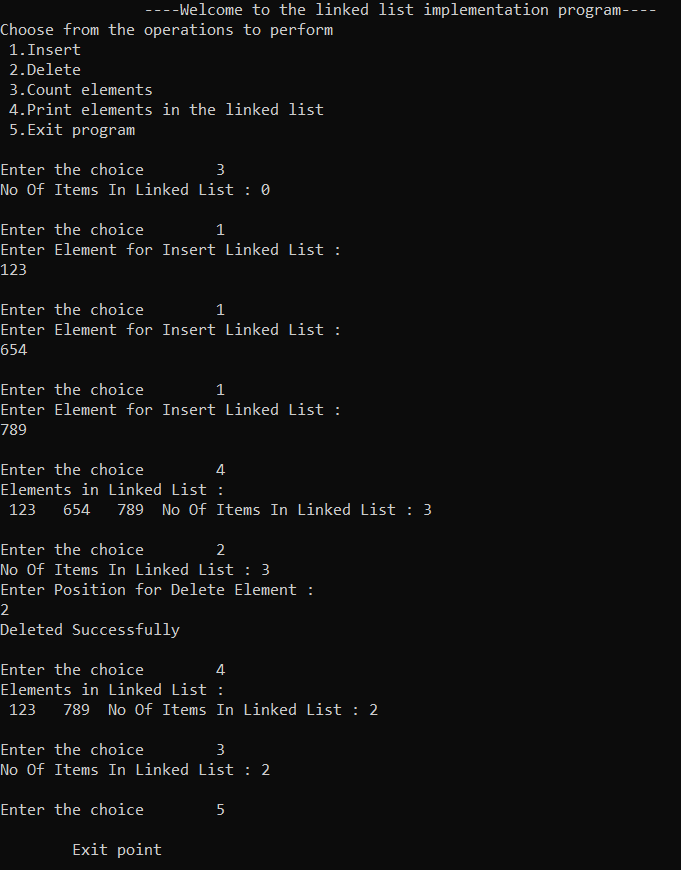 ----Welcome to the linked list implementation program----
Choose from the operations to perform
1.Insert
2.Delete
3.Count elements
4.Print elements in the linked list
5.Exit program
Enter the choice 3
No Of Items In Linked List : 0
Enter the choice 1
Enter Element for Insert Linked List :
123
Enter the choice 1
Enter Element for Insert Linked List :
654
Enter the choice 1
Enter Element for Insert Linked List :
789
Enter the choice 4
Elements in Linked List :
123 654 789 No Of Items In Linked List : 3
Enter the choice 2
No Of Items In Linked List : 3
Enter Position for Delete Element :
2
Deleted Successfully
Enter the choice 4
Elements in Linked List :
123 789 No Of Items In Linked List : 2
Enter the choice 3
No Of Items In Linked List : 2
Enter the choice 5
Exit point